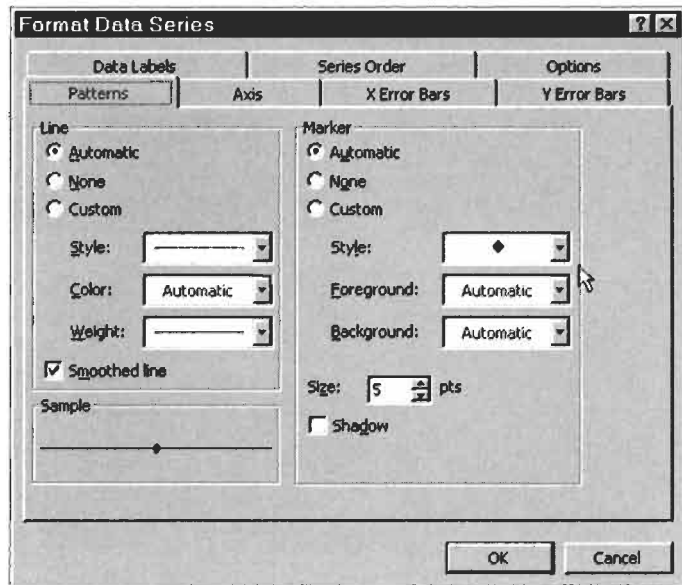 Format Data Series
Data Labels Series Order Options
Patterns Axis X Error Bars Y Error Bars
Line
Automatic
None
Custom
Style:
Color: Automatic
Weight:
Smoothed line
Sample
Marker
Automatic
None
Custom
Style:
Foreground: Automatic
Background: Automatic
Size: 5 pts
Shadow
OK Cancel